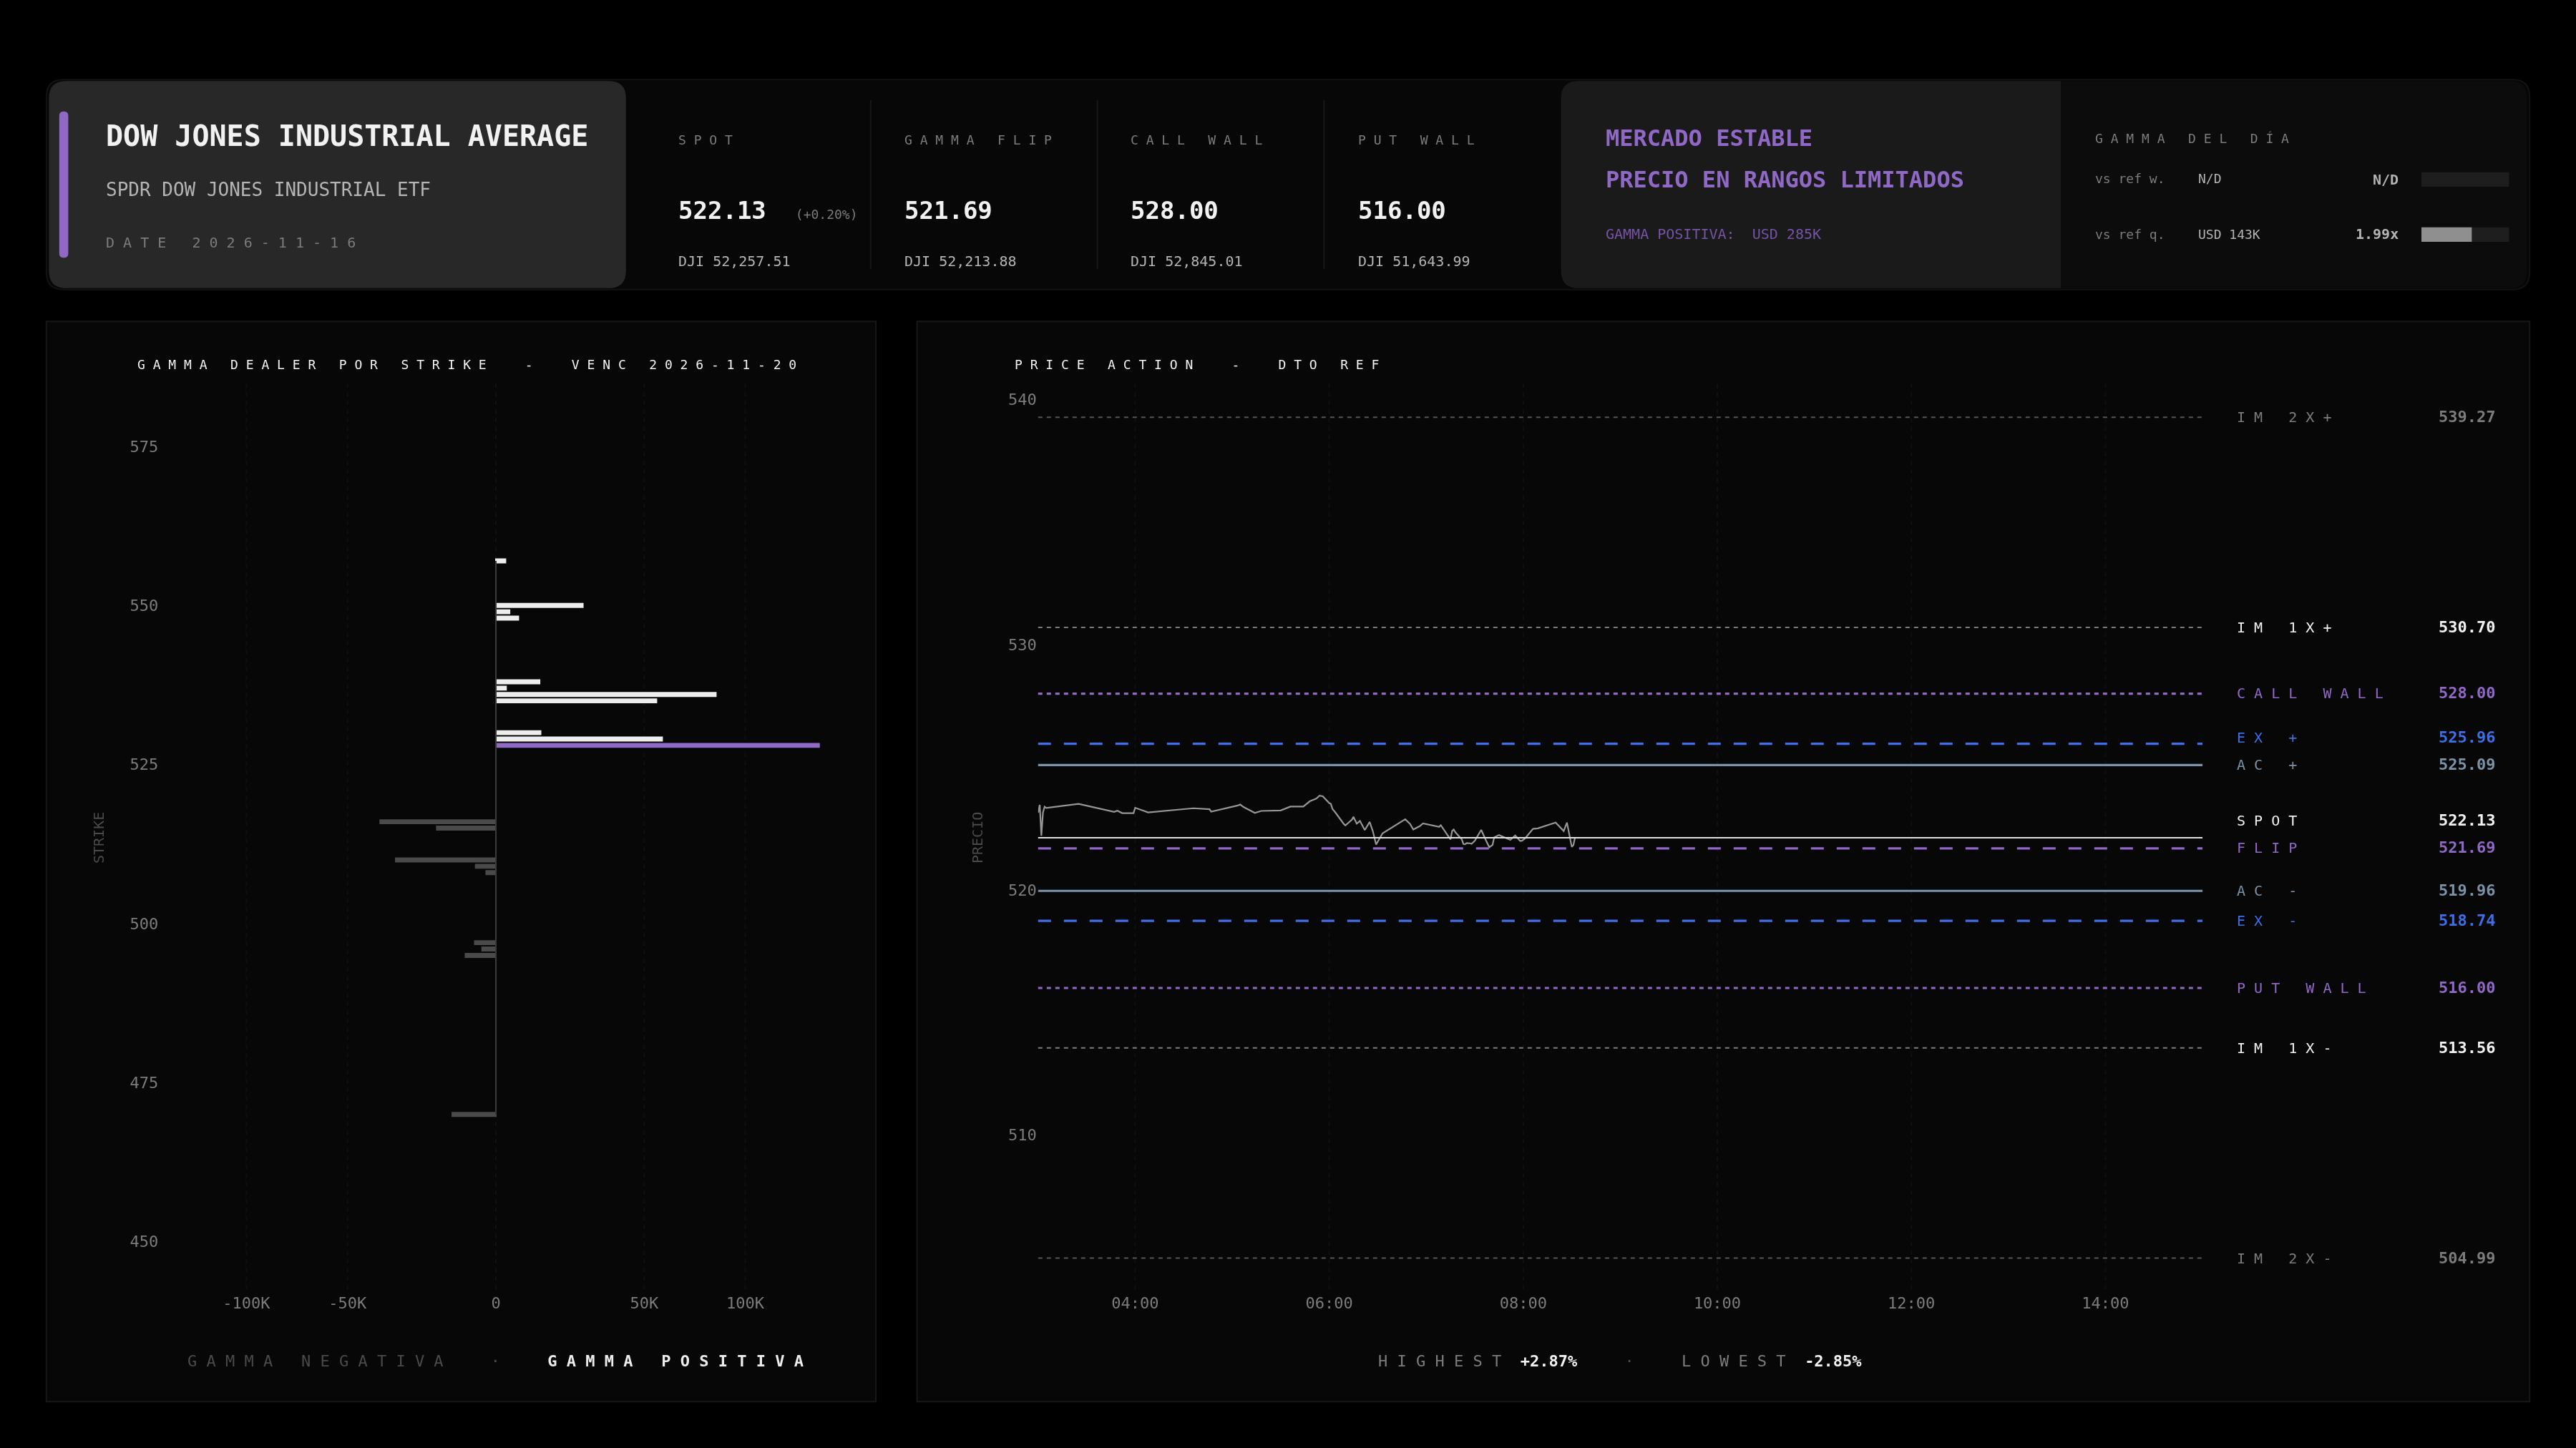 DOW JONES INDUSTRIAL AVERAGE
SPDR DOW JONES INDUSTRIAL ETF
DATE 2026-11-16
SPOT
522.13 (+0.20%)
DJI 52,257.51
GAMMA FLIP
521.69
DJI 52,213.88
CALL WALL
528.00
DJI 52,845.01
PUT WALL
516.00
DJI 51,643.99
MERCADO ESTABLE
PRECIO EN RANGOS LIMITADOS
GAMMA POSITIVA: USD 285K
GAMMA DEL DÍA
vs ref w. N/D N/D
vs ref q. USD 143K 1.99x
GAMMA DEALER POR STRIKE - VENC 2026-11-20
575
550
525
500
475
450
STRIKE
-100K -50K 0 50K 100K
GAMMA NEGATIVA · GAMMA POSITIVA
PRICE ACTION - DTO REF
540
530
520
510
PRECIO
IM 2X+ 539.27
IM 1X+ 530.70
CALL WALL 528.00
EX + 525.96
AC + 525.09
SPOT 522.13
FLIP 521.69
AC - 519.96
EX - 518.74
PUT WALL 516.00
IM 1X- 513.56
IM 2X- 504.99
04:00 06:00 08:00 10:00 12:00 14:00
HIGHEST +2.87% · LOWEST -2.85%